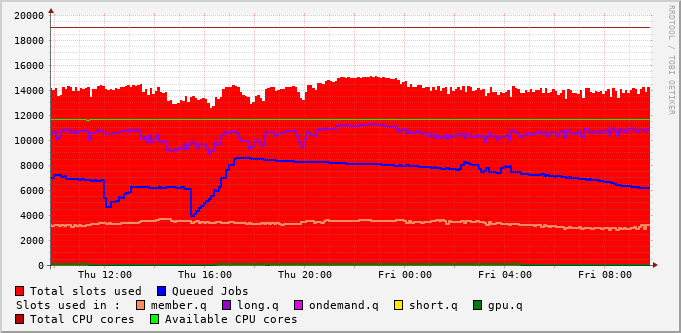 20000
18000
16000
14000
12000
10000
8000
6000
4000
2000
0
Thu 12:00 Thu 16:00 Thu 20:00 Fri 00:00 Fri 04:00 Fri 08:00
Total slots used Queued Jobs
Slots used in : member.q long.q ondemand.q short.q gpu.q
Total CPU cores Available CPU cores
RRDTOOL / TOBI OETIKER